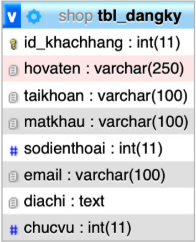 v shop tbl_dangky
id_khachhang : int(11)
hovaten : varchar(250)
taikhoan : varchar(100)
matkhau : varchar(100)
# sodienthoai : int(11)
email : varchar(100)
diachi : text
# chucvu : int(11)